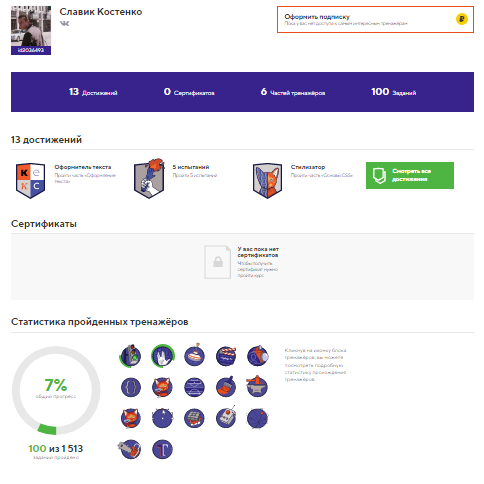 Славик Костенко
id2036493
Оформить подписку
Пока у вас нет доступа к самым интересным тренажёрам
13 Достижений 0 Сертификатов 6 Частей тренажёров 100 Заданий
13 достижений
Оформитель текста
Пройти часть «Оформление текста»
5 испытаний
Пройти 5 испытаний
Стилизатор
Пройти часть «Основы CSS»
Смотреть все
достижения
Сертификаты
У вас пока нет
сертификатов
Чтобы получить
сертификат нужно
пройти курс
Статистика пройденных тренажёров
7%
общий прогресс
100 из 1 513
заданий пройдено
Кликнув на иконку блока
тренажёров, вы можете
посмотреть подробную
статистику прохождения
тренажёров.